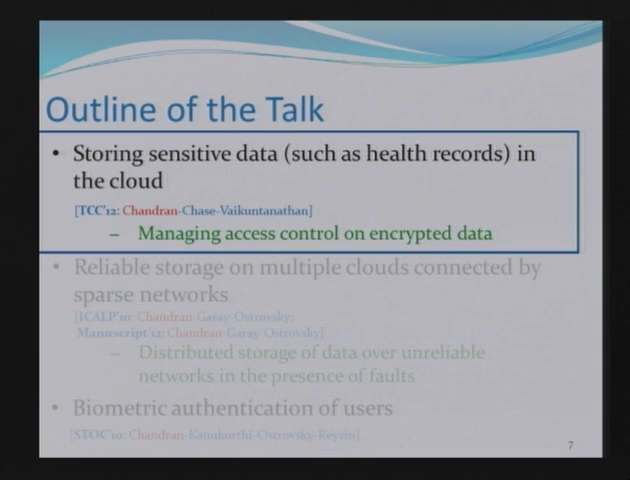 Outline of the Talk
• Storing sensitive data (such as health records) in
the cloud
[TCC'12: Chandran-Chase-Vaikuntanathan]
– Managing access control on encrypted data
• Reliable storage on multiple clouds connected by
sparse networks
[ICALP'10: Chandran-Garay-Ostrovsky;
Manuscript'12: Chandran-Garay-Ostrovsky]
– Distributed storage of data over unreliable
networks in the presence of faults
• Biometric authentication of users
[STOC'10: Chandran-Kanukurthi-Ostrovsky-Reyzin]
7